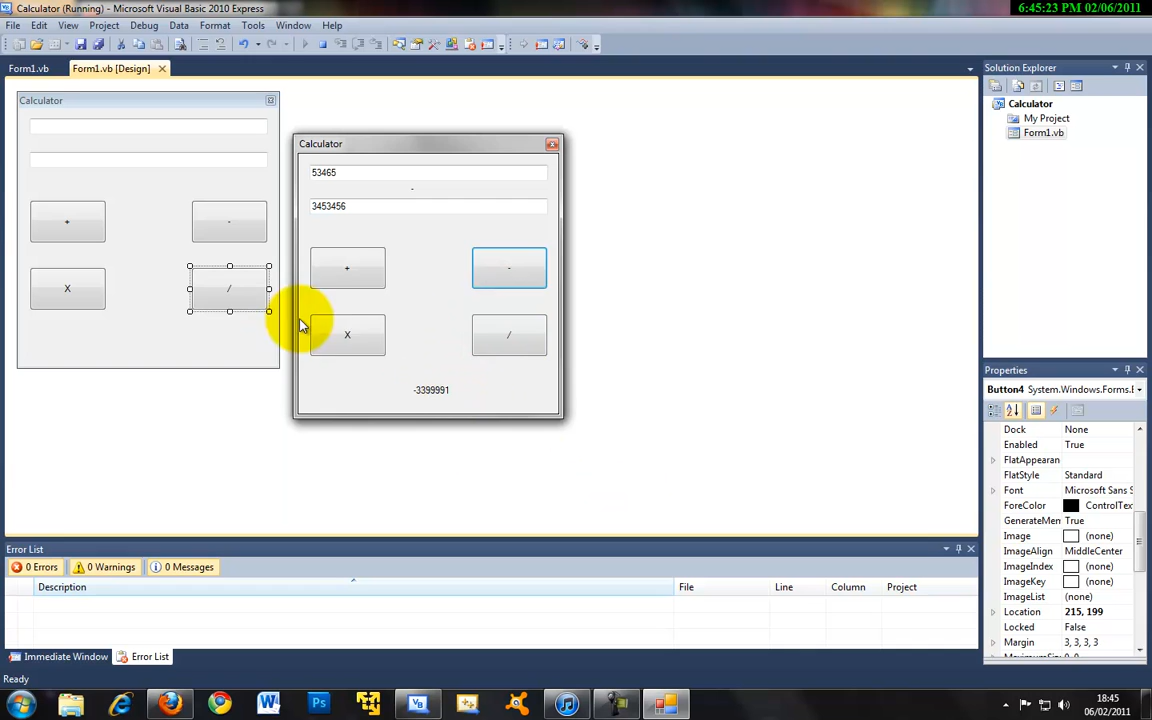 Calculator (Running) - Microsoft Visual Basic 2010 Express
6:45:23 PM 02/06/2011
File Edit View Project Debug Data Format Tools Window Help
Form1.vb Form1.vb [Design]
Solution Explorer
Calculator
My Project
Form1.vb
Calculator
+
-
X
/
Calculator
53465
-
3453456
+
-
X
/
-3399991
Properties
Button4 System.Windows.Forms.
Dock None
Enabled True
FlatAppearan
FlatStyle Standard
Font Microsoft Sans S
ForeColor ControlTex
GenerateMem True
Image (none)
ImageAlign MiddleCenter
ImageIndex (none)
ImageKey (none)
ImageList (none)
Location 215, 199
Locked False
Margin 3, 3, 3, 3
Error List
0 Errors 0 Warnings 0 Messages
Description File Line Column Project
Immediate Window Error List
Ready
18:45
06/02/2011